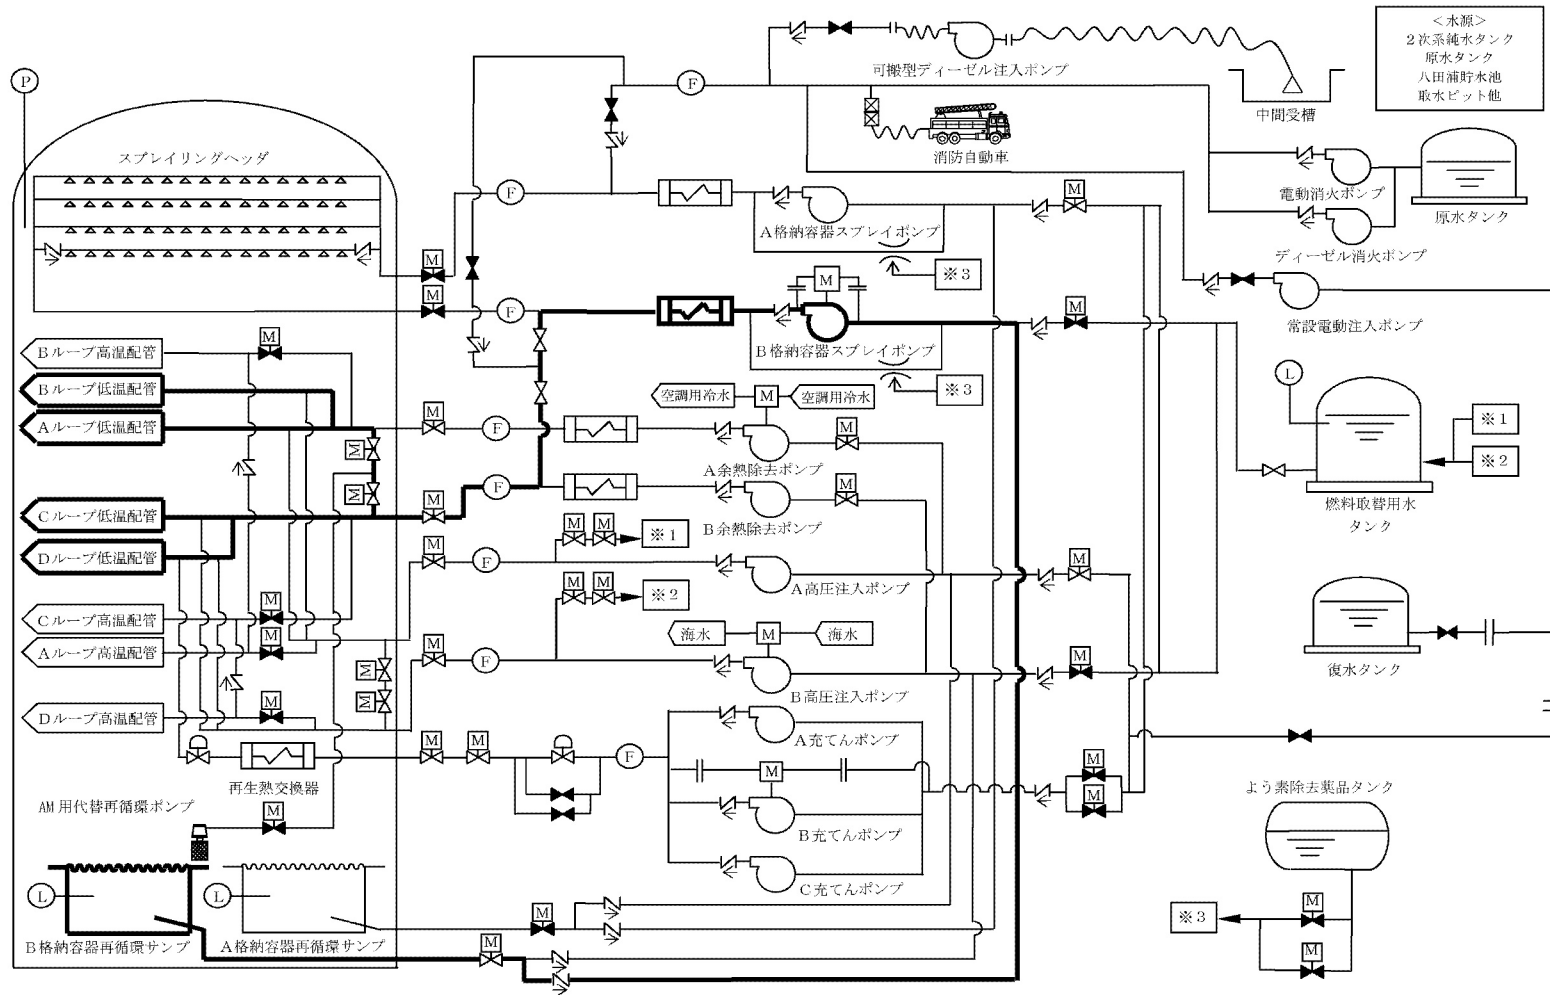 ＜水源＞
２次系純水タンク
原水タンク
八田浦貯水池
取水ピット他
P
可搬型ディーゼル注入ポンプ
F
中間受槽
消防自動車
スプレイリングヘッダ
電動消火ポンプ
原水タンク
F
M
A格納容器スプレイポンプ
ディーゼル消火ポンプ
M
※3
M
M
F
M
常設電動注入ポンプ
M
Bループ高温配管
B格納容器スプレイポンプ
Bループ低温配管
空調用冷水
M
空調用冷水
※3
L
Aループ低温配管
M
F
M
※1
M
A余熱除去ポンプ
※2
M
M
F
M
燃料取替用水
タンク
Cループ低温配管
B余熱除去ポンプ
M
M
※1
Dループ低温配管
M
F
M
A高圧注入ポンプ
M
M
※2
Cループ高温配管
M
海水
M
海水
Aループ高温配管
M
M
F
M
復水タンク
M
B高圧注入ポンプ
M
Dループ高温配管
M
A充てんポンプ
再生熱交換器
M
M
F
M
M
よう素除去薬品タンク
AM用代替再循環ポンプ
M
M
B充てんポンプ
C充てんポンプ
L
L
M
M
※3
B格納容器再循環サンプ
A格納容器再循環サンプ
M
M